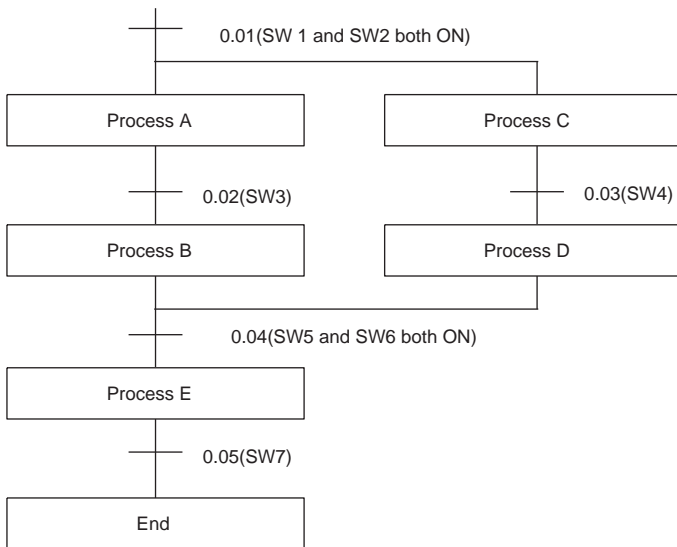 0.01(SW 1 and SW2 both ON)
Process A
Process C
0.02(SW3)
0.03(SW4)
Process B
Process D
0.04(SW5 and SW6 both ON)
Process E
0.05(SW7)
End